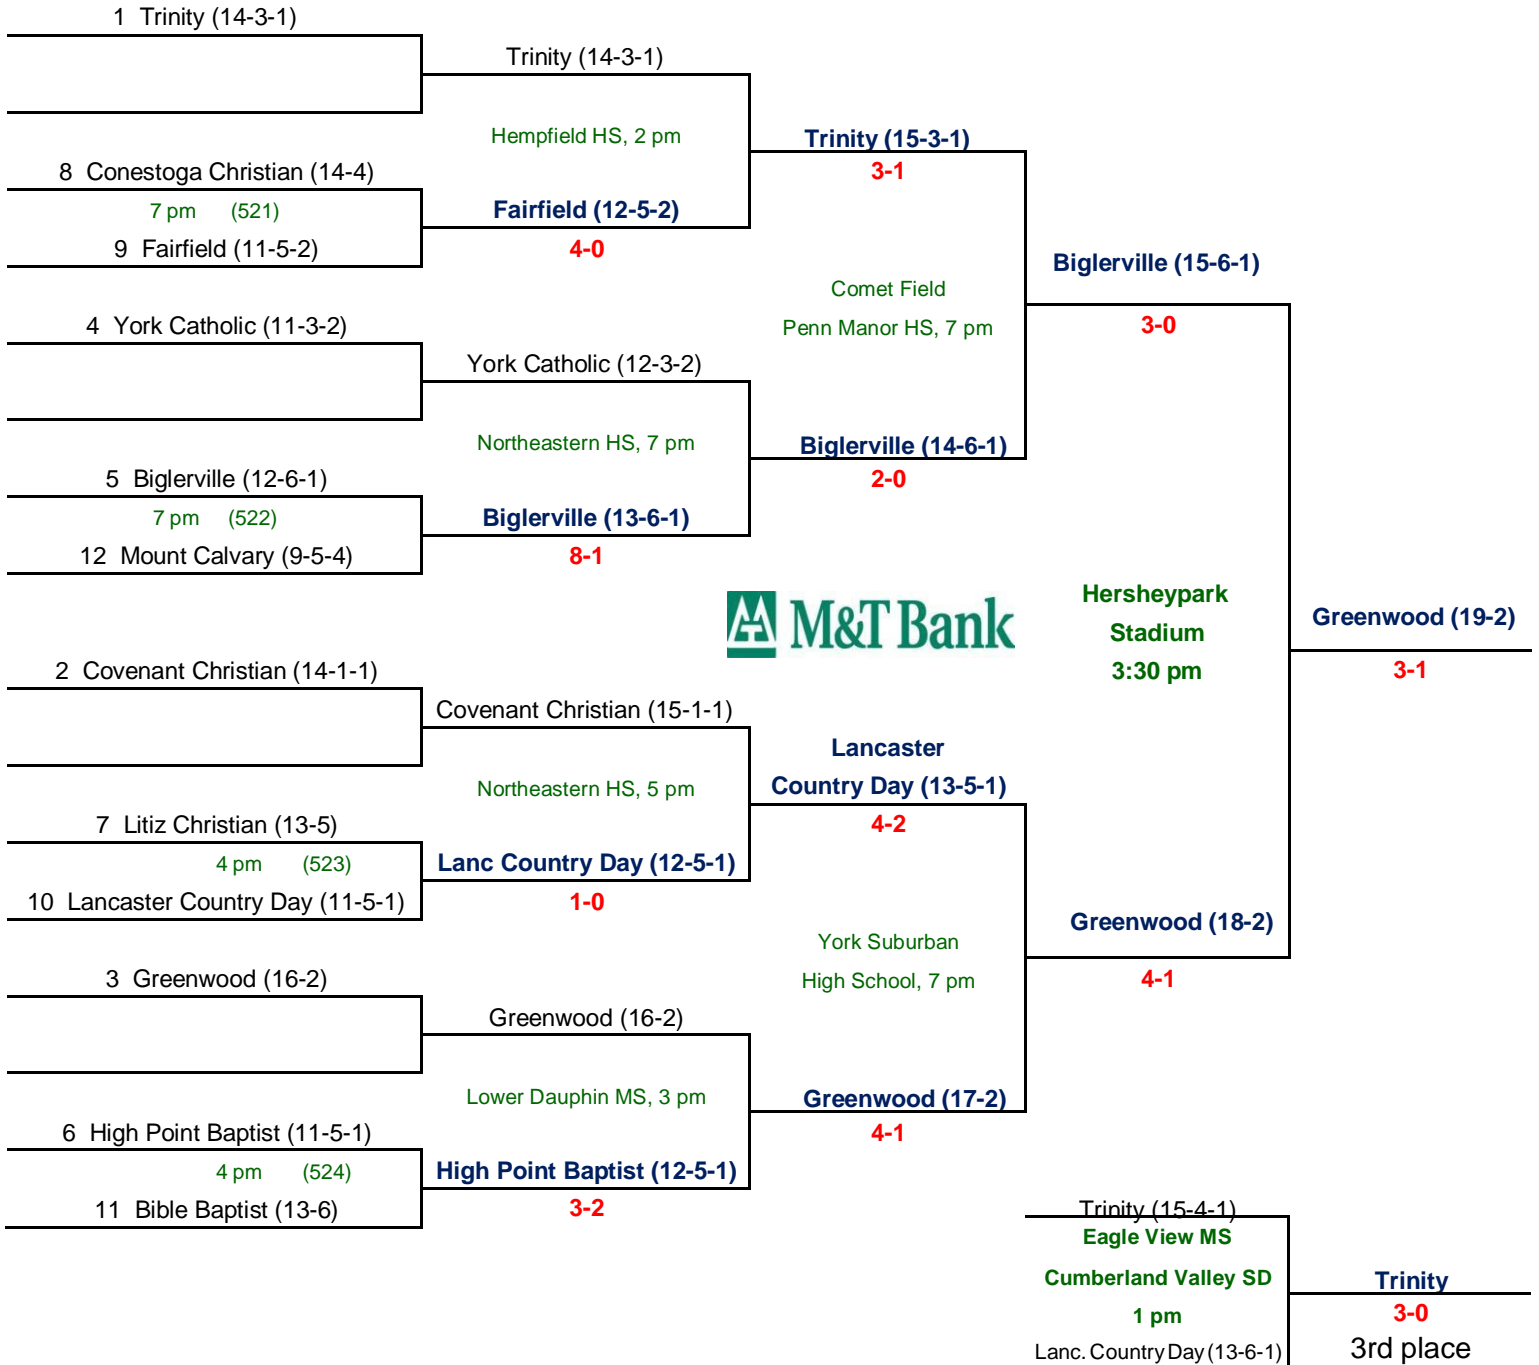 1 Trinity (14-3-1)
Trinity (14-3-1)
Hempfield HS, 2 pm
Trinity (15-3-1)
3-1
8 Conestoga Christian (14-4)
7 pm (521)
Fairfield (12-5-2)
9 Fairfield (11-5-2)
4-0
Biglerville (15-6-1)
Comet Field
4 York Catholic (11-3-2)
Penn Manor HS, 7 pm
3-0
York Catholic (12-3-2)
Northeastern HS, 7 pm
Biglerville (14-6-1)
5 Biglerville (12-6-1)
2-0
7 pm (522)
Biglerville (13-6-1)
12 Mount Calvary (9-5-4)
8-1
M&T Bank
Hersheypark
Stadium
3:30 pm
Greenwood (19-2)
3-1
2 Covenant Christian (14-1-1)
Covenant Christian (15-1-1)
Lancaster
Country Day (13-5-1)
Northeastern HS, 5 pm
4-2
7 Litiz Christian (13-5)
4 pm (523)
Lanc Country Day (12-5-1)
10 Lancaster Country Day (11-5-1)
1-0
Greenwood (18-2)
York Suburban
High School, 7 pm
3 Greenwood (16-2)
4-1
Greenwood (16-2)
Lower Dauphin MS, 3 pm
Greenwood (17-2)
4-1
6 High Point Baptist (11-5-1)
4 pm (524)
High Point Baptist (12-5-1)
11 Bible Baptist (13-6)
3-2
Trinity (15-4-1)
Eagle View MS
Cumberland Valley SD
1 pm
Trinity
3-0
Lanc. Country Day (13-6-1)
3rd place